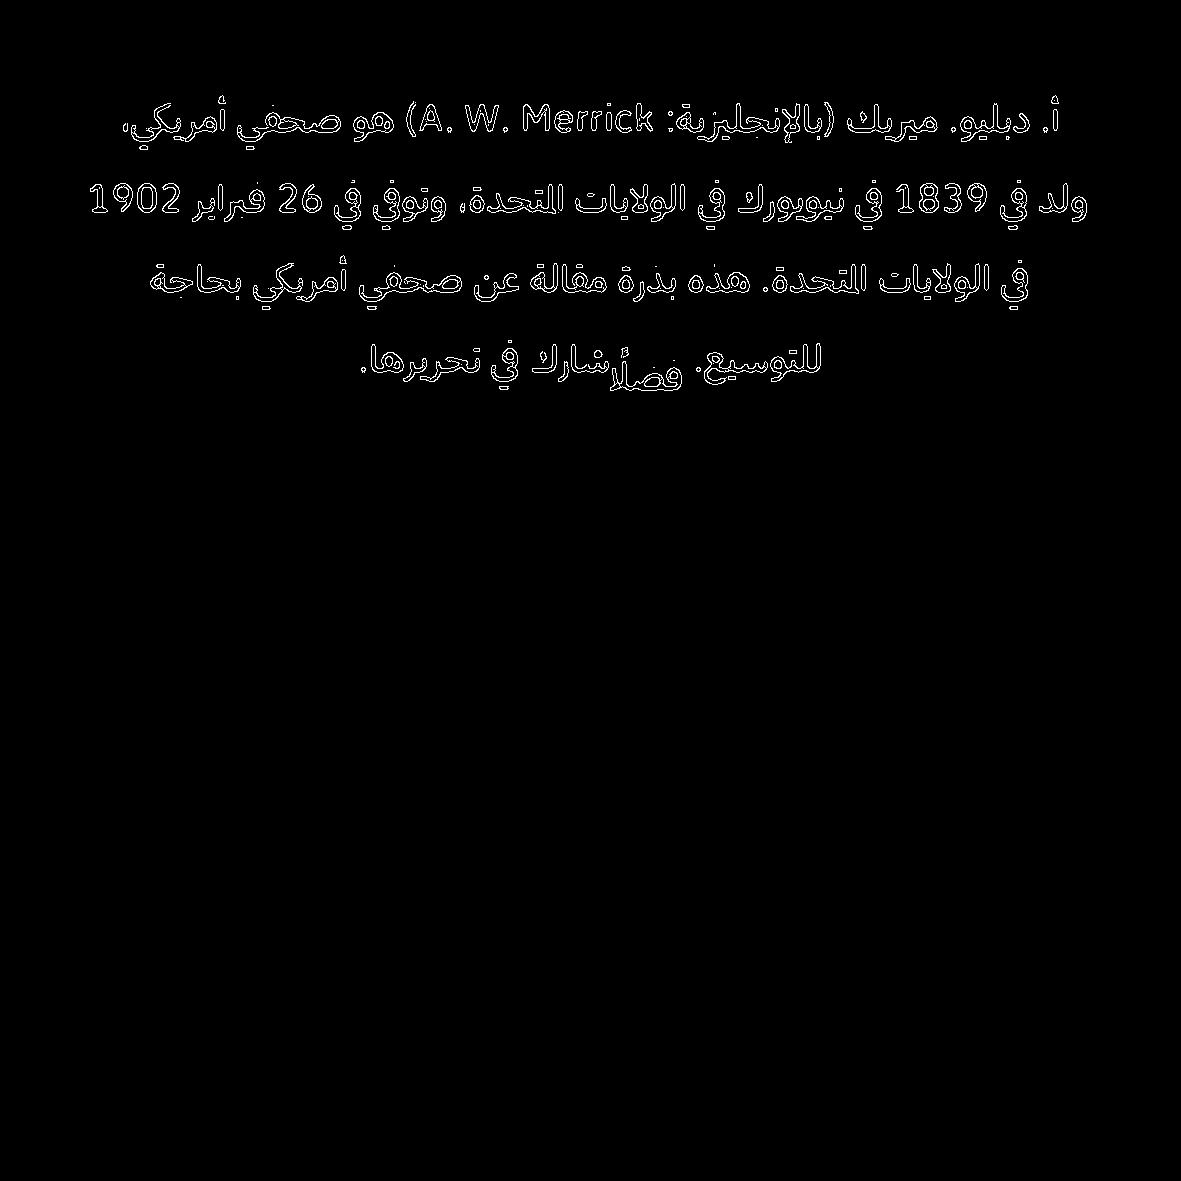 أ. دبليو. ميريك (بالإنجليزية: A. W. Merrick) هو صحفي أمريكي،
ولد في 1839 في نيويورك في الولايات المتحدة، وتوفي في 26 فبراير 1902
في الولايات المتحدة. هذه بذرة مقالة عن صحفي أمريكي بحاجة
للتوسيع. فضلًا شارك في تحريرها.